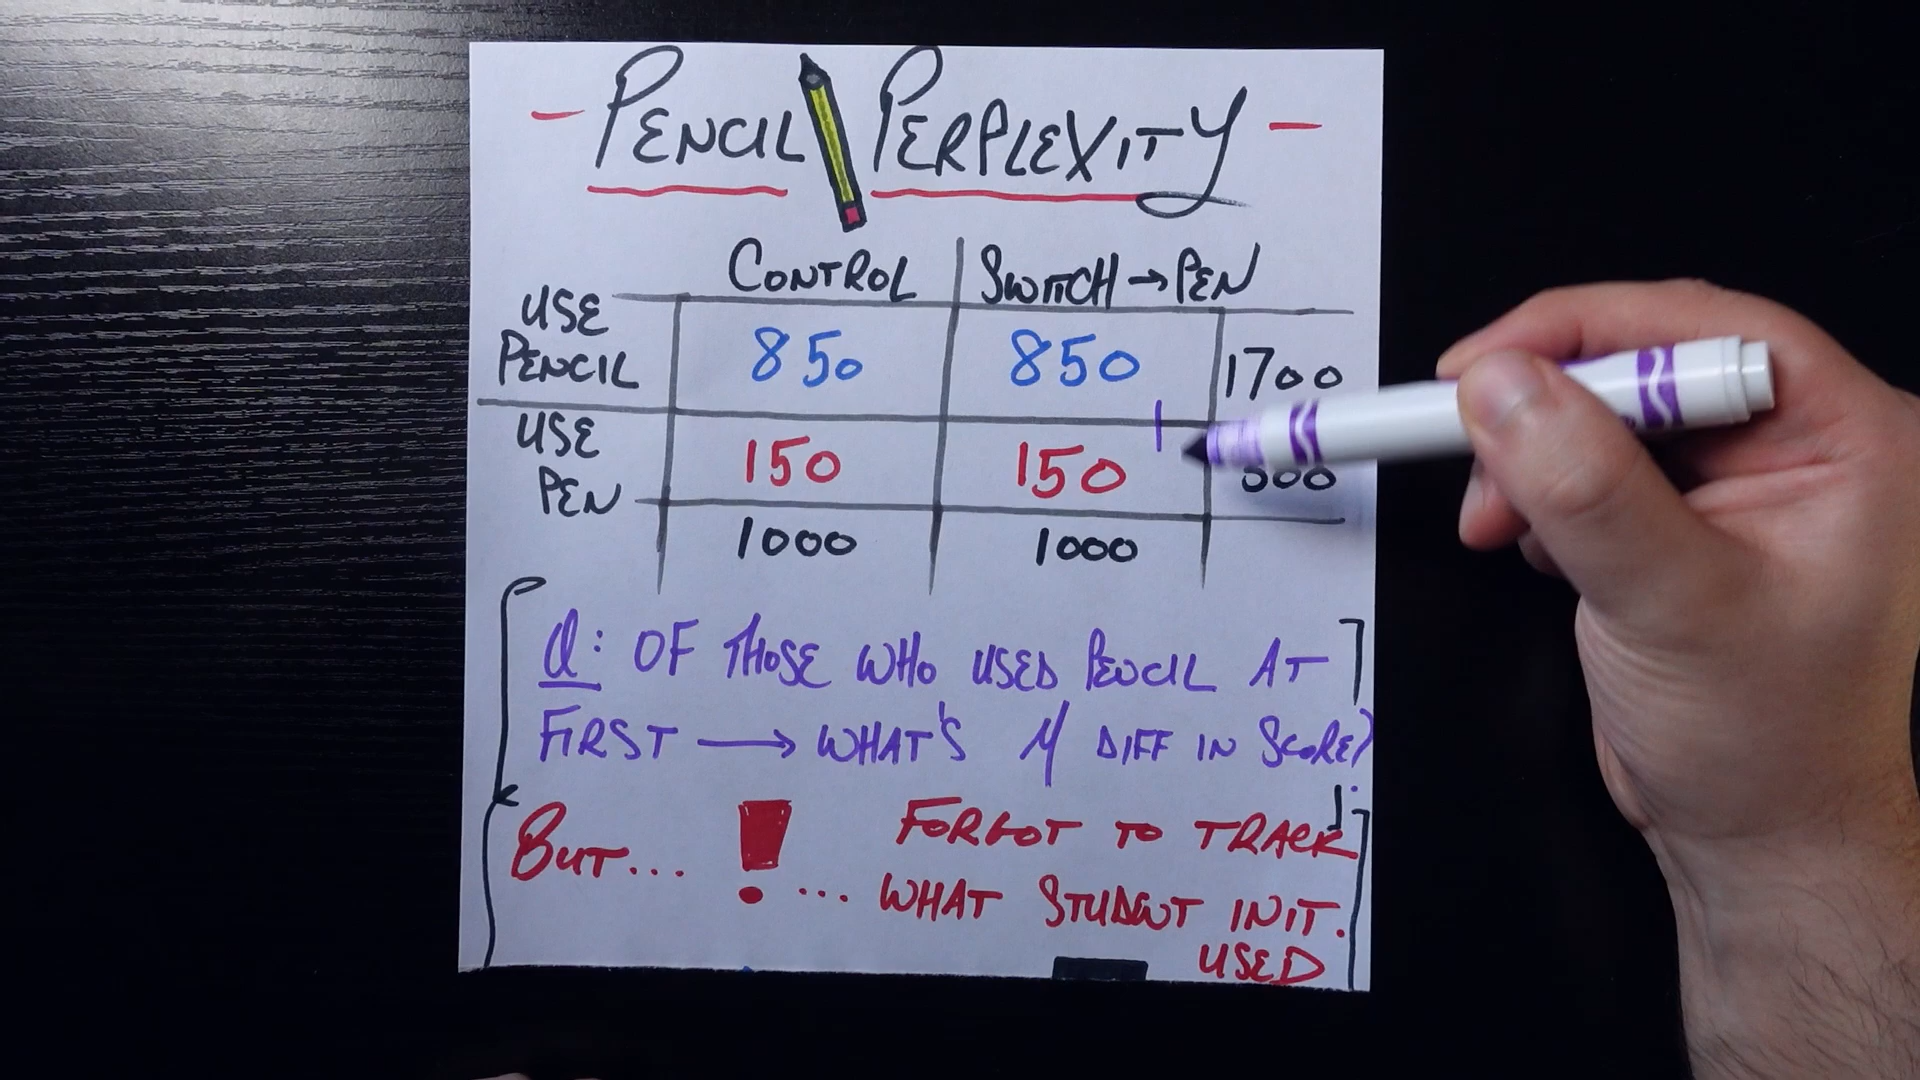 PENCIL PERPLEXITY
CONTROL SWITCH → PEN
USE PENCIL 850 850 1700
USE PEN 150 150
1000 1000
Q: OF THOSE WHO USED PENCIL AT
FIRST → WHAT'S DIFF IN SCORE?
BUT... ! ... FORGOT TO TRACK
WHAT STUDENT INIT.
USED